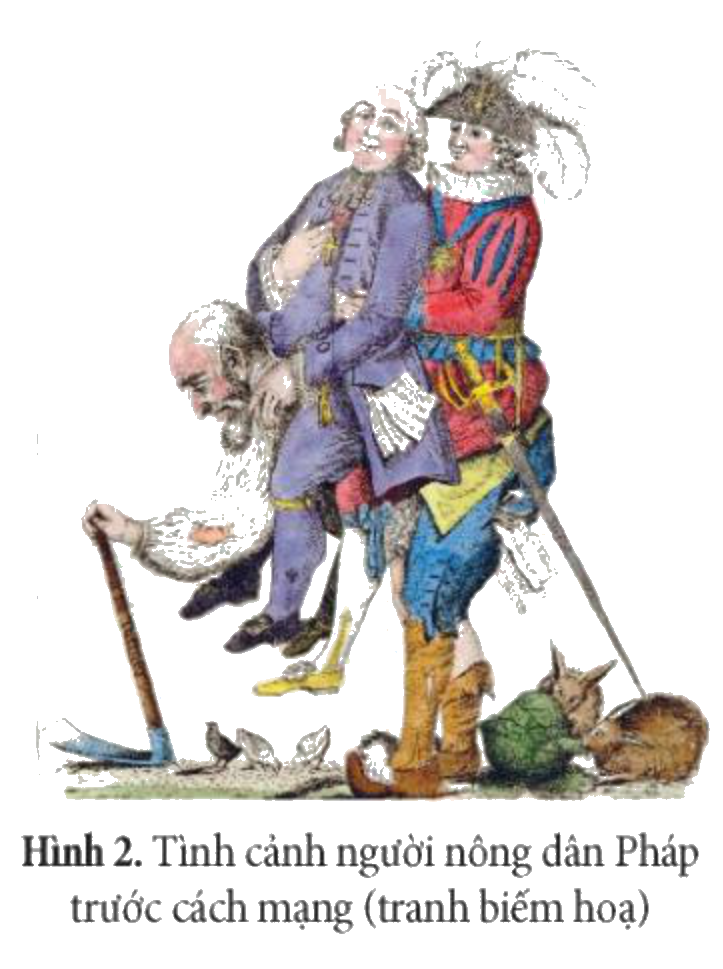 Hình 2. Tình cảnh người nông dân Pháp
trước cách mạng (tranh biếm hoạ)